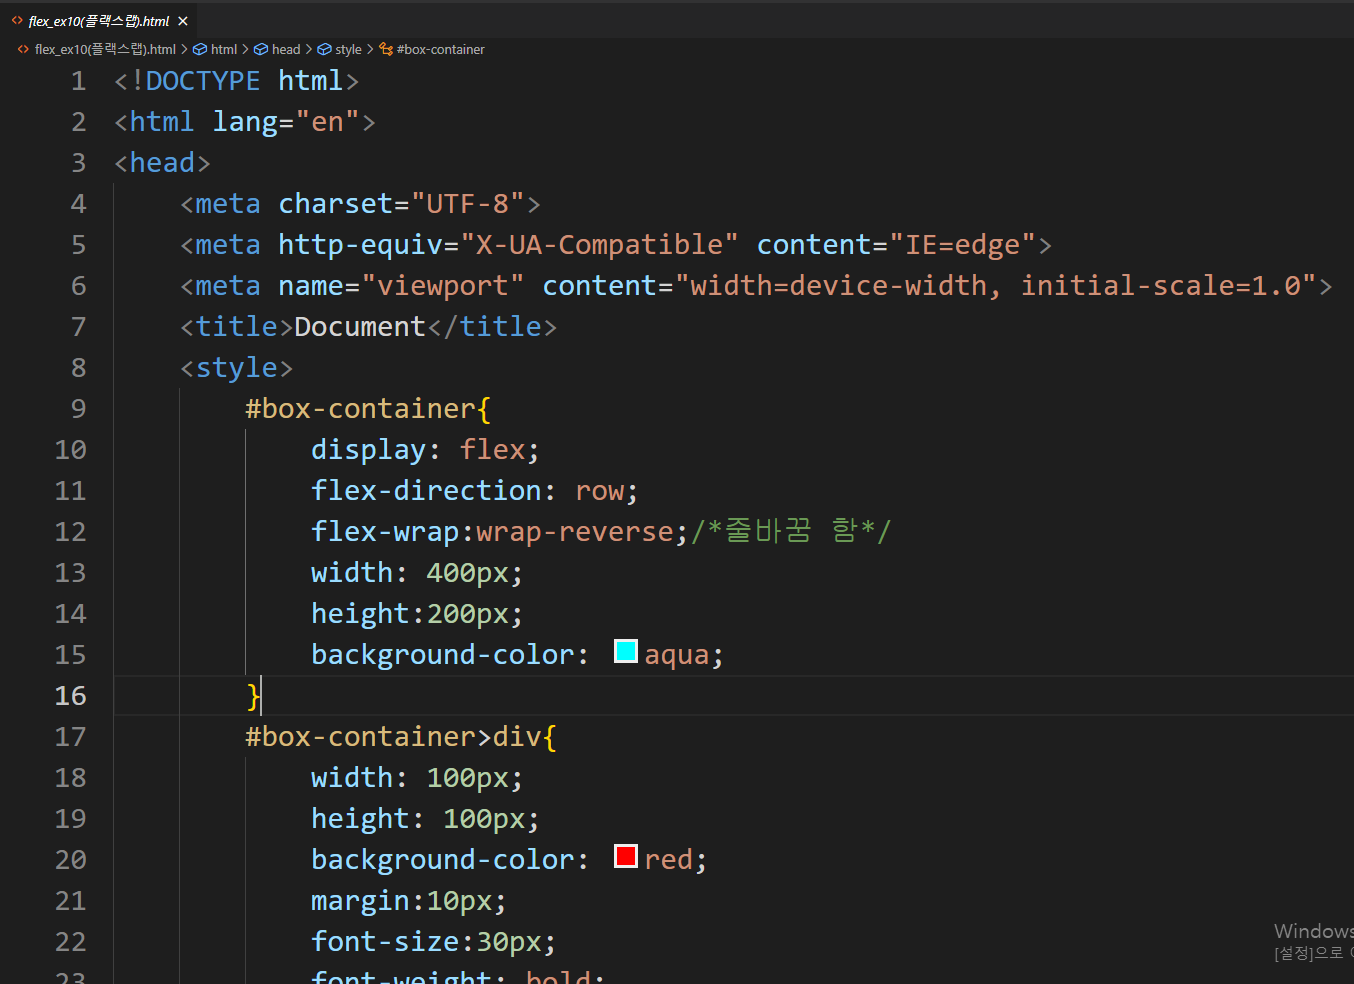 flex_ex10(플랙스랩).html
flex_ex10(플랙스랩).html > html > head > style > #box-container
1 <!DOCTYPE html>
2 <html lang="en">
3 <head>
4 <meta charset="UTF-8">
5 <meta http-equiv="X-UA-Compatible" content="IE=edge">
6 <meta name="viewport" content="width=device-width, initial-scale=1.0">
7 <title>Document</title>
8 <style>
9 #box-container{
10 display: flex;
11 flex-direction: row;
12 flex-wrap:wrap-reverse;/*줄바꿈 함*/
13 width: 400px;
14 height:200px;
15 background-color: aqua;
16 }
17 #box-container>div{
18 width: 100px;
19 height: 100px;
20 background-color: red;
21 margin:10px;
22 font-size:30px;
23 font-weight: bold;
Windows
[설정]으로